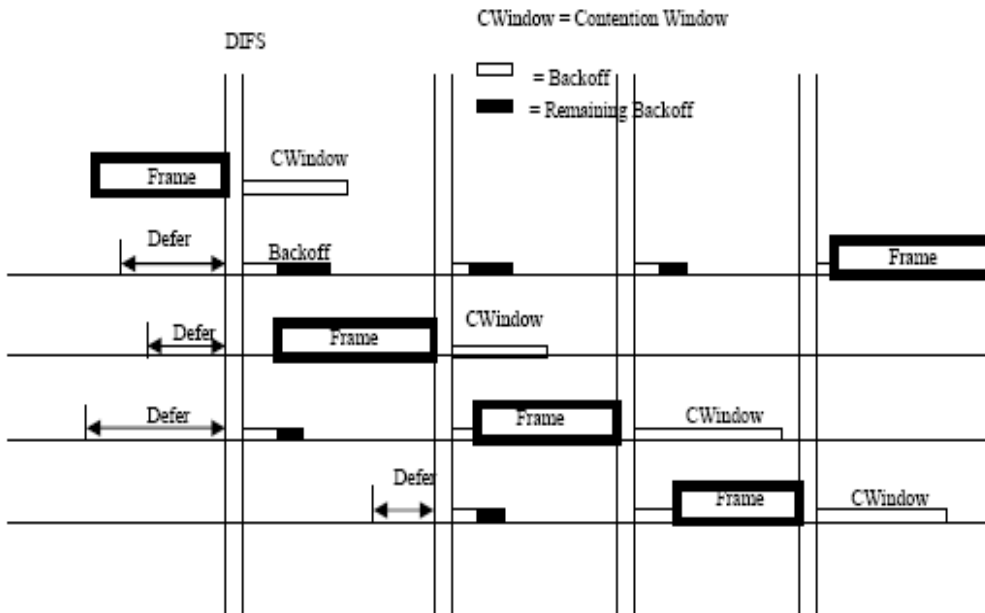 CWindow = Contention Window
DIFS
= Backoff
= Remaining Backoff
CWindow
Frame
Defer
Backoff
Frame
Defer
Frame
CWindow
Defer
Frame
CWindow
Defer
Frame
CWindow